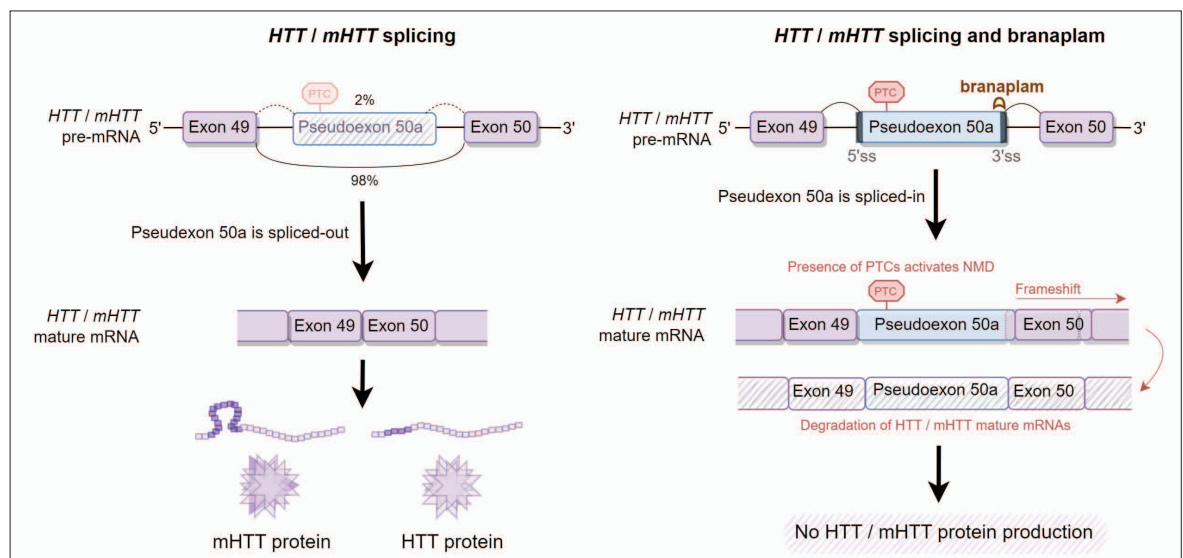 HTT / mHTT splicing
PTC
2%
HTT / mHTT
pre-mRNA
5'
Exon 49
Pseudoexon 50a
Exon 50
3'
98%
Pseudexon 50a is spliced-out
HTT / mHTT
mature mRNA
Exon 49
Exon 50
mHTT protein
HTT protein
HTT / mHTT splicing and branaplam
PTC
branaplam
HTT / mHTT
pre-mRNA
5'
Exon 49
Pseudoexon 50a
Exon 50
3'
5'ss
3'ss
Pseudexon 50a is spliced-in
Presence of PTCs activates NMD
PTC
Frameshift
HTT / mHTT
mature mRNA
Exon 49
Pseudoexon 50a
Exon 50
Exon 49
Pseudoexon 50a
Exon 50
Degradation of HTT / mHTT mature mRNAs
No HTT / mHTT protein production